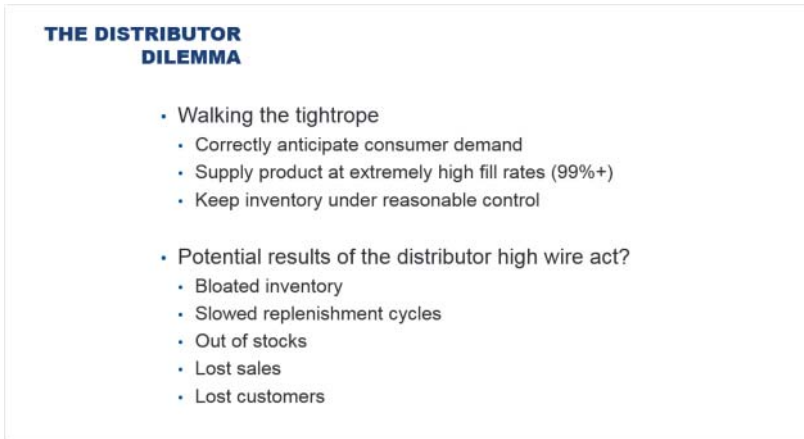 THE DISTRIBUTOR
DILEMMA
• Walking the tightrope
• Correctly anticipate consumer demand
• Supply product at extremely high fill rates (99%+)
• Keep inventory under reasonable control
• Potential results of the distributor high wire act?
• Bloated inventory
• Slowed replenishment cycles
• Out of stocks
• Lost sales
• Lost customers